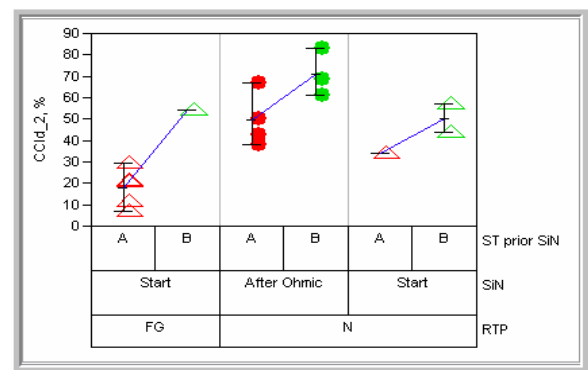 CCId_2, %
90
80
70
60
50
40
30
20
10
0
A B A B A B ST prior SiN
Start After Ohmic Start SiN
FG N RTP